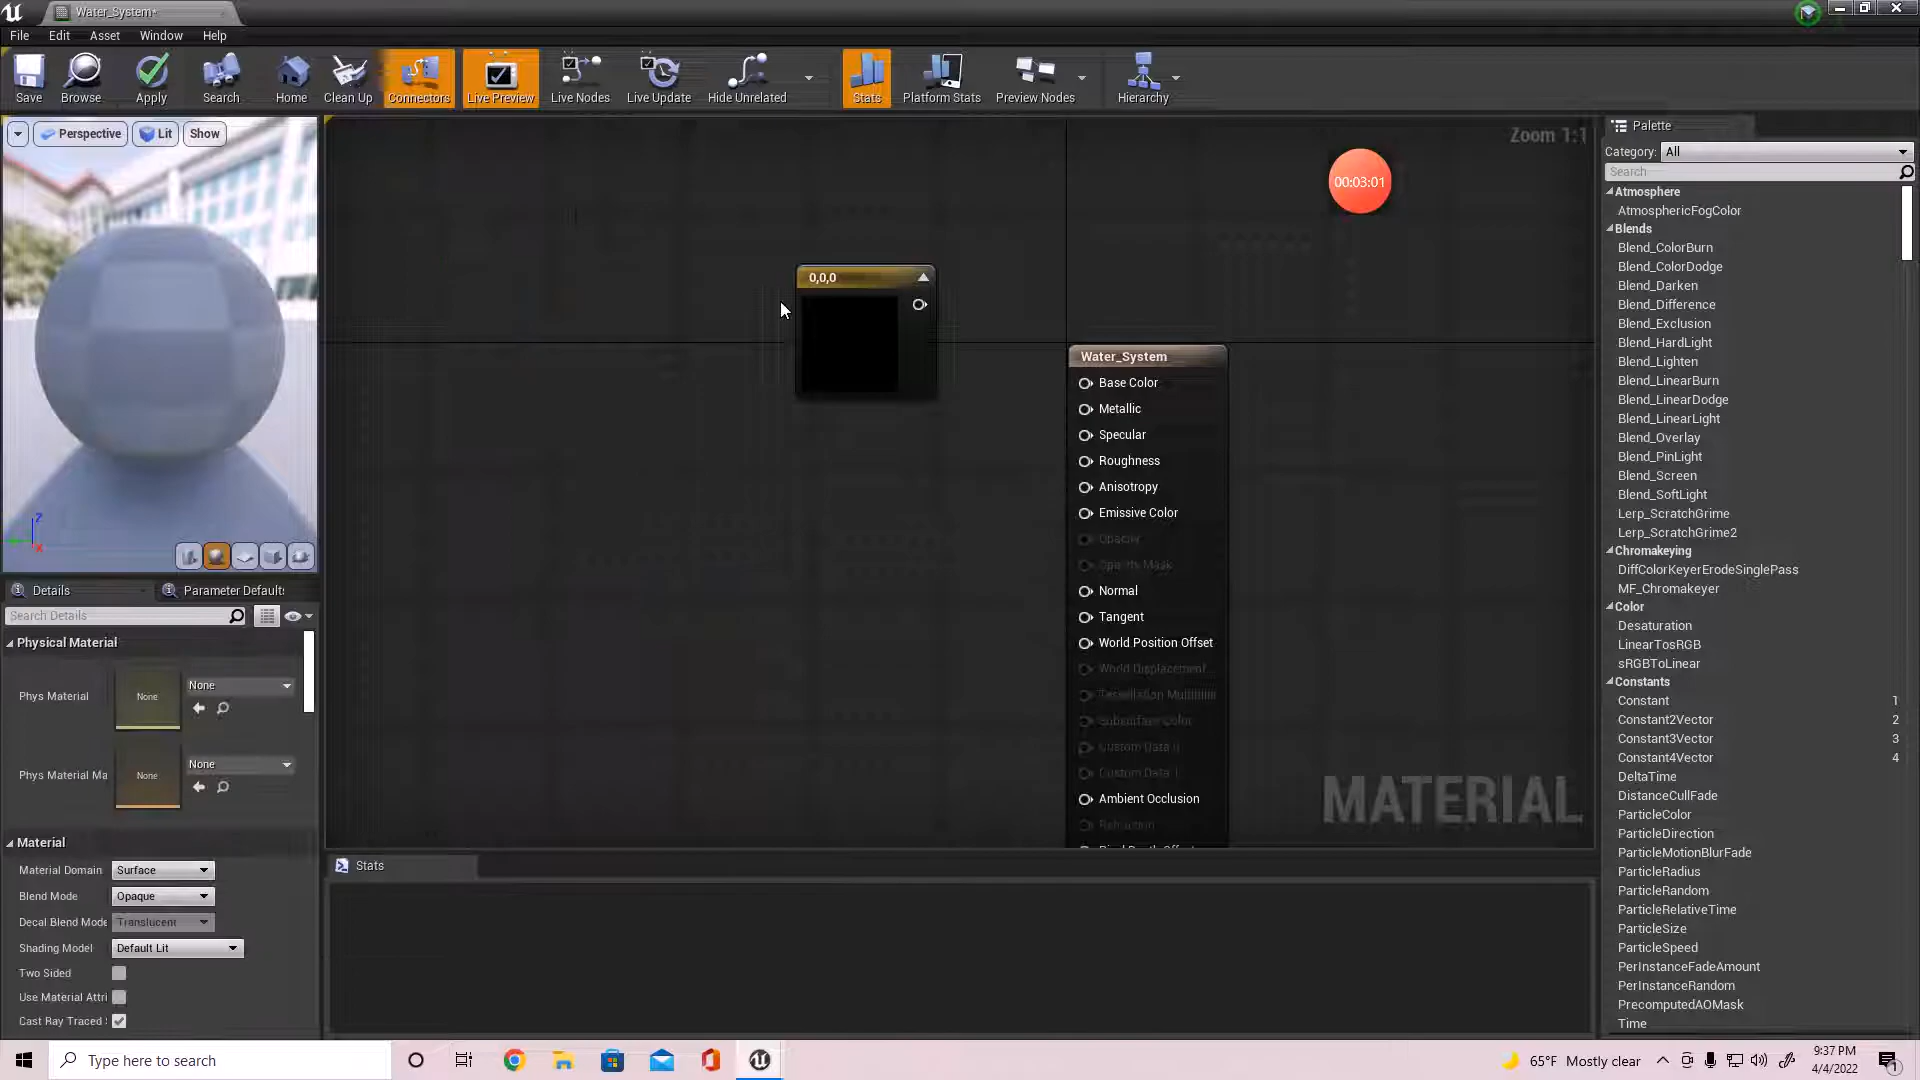 Water_System*
File Edit Asset Window Help
Save Browse Apply Search Home Clean Up Connectors Live Preview Live Nodes Live Update Hide Unrelated Stats Platform Stats Preview Nodes Hierarchy
Perspective Lit Show
Zoom 1:1
00:03:01
0,0,0
Water_System
Base Color
Metallic
Specular
Roughness
Anisotropy
Emissive Color
Opacity
Opacity Mask
Normal
Tangent
World Position Offset
World Displacement
Tessellation Multiplier
Subsurface Color
Custom Data 0
Custom Data 1
Ambient Occlusion
Refraction
Pixel Depth Offset
MATERIAL
Z
X
Details Parameter Defaults
Search Details
Physical Material
Phys Material None None
Phys Material Ma None None
Material
Material Domain Surface
Blend Mode Opaque
Decal Blend Mode Translucent
Shading Model Default Lit
Two Sided
Use Material Attri
Cast Ray Traced
Stats
Palette
Category: All
Search
Atmosphere
AtmosphericFogColor
Blends
Blend_ColorBurn
Blend_ColorDodge
Blend_Darken
Blend_Difference
Blend_Exclusion
Blend_HardLight
Blend_Lighten
Blend_LinearBurn
Blend_LinearDodge
Blend_LinearLight
Blend_Overlay
Blend_PinLight
Blend_Screen
Blend_SoftLight
Lerp_ScratchGrime
Lerp_ScratchGrime2
Chromakeying
DiffColorKeyerErodeSinglePass
MF_Chromakeyer
Color
Desaturation
LinearTosRGB
sRGBToLinear
Constants
Constant 1
Constant2Vector 2
Constant3Vector 3
Constant4Vector 4
DeltaTime
DistanceCullFade
ParticleColor
ParticleDirection
ParticleMotionBlurFade
ParticleRadius
ParticleRandom
ParticleRelativeTime
ParticleSize
ParticleSpeed
PerInstanceFadeAmount
PerInstanceRandom
PrecomputedAOMask
Time
Type here to search
65°F Mostly clear
9:37 PM
4/4/2022
1